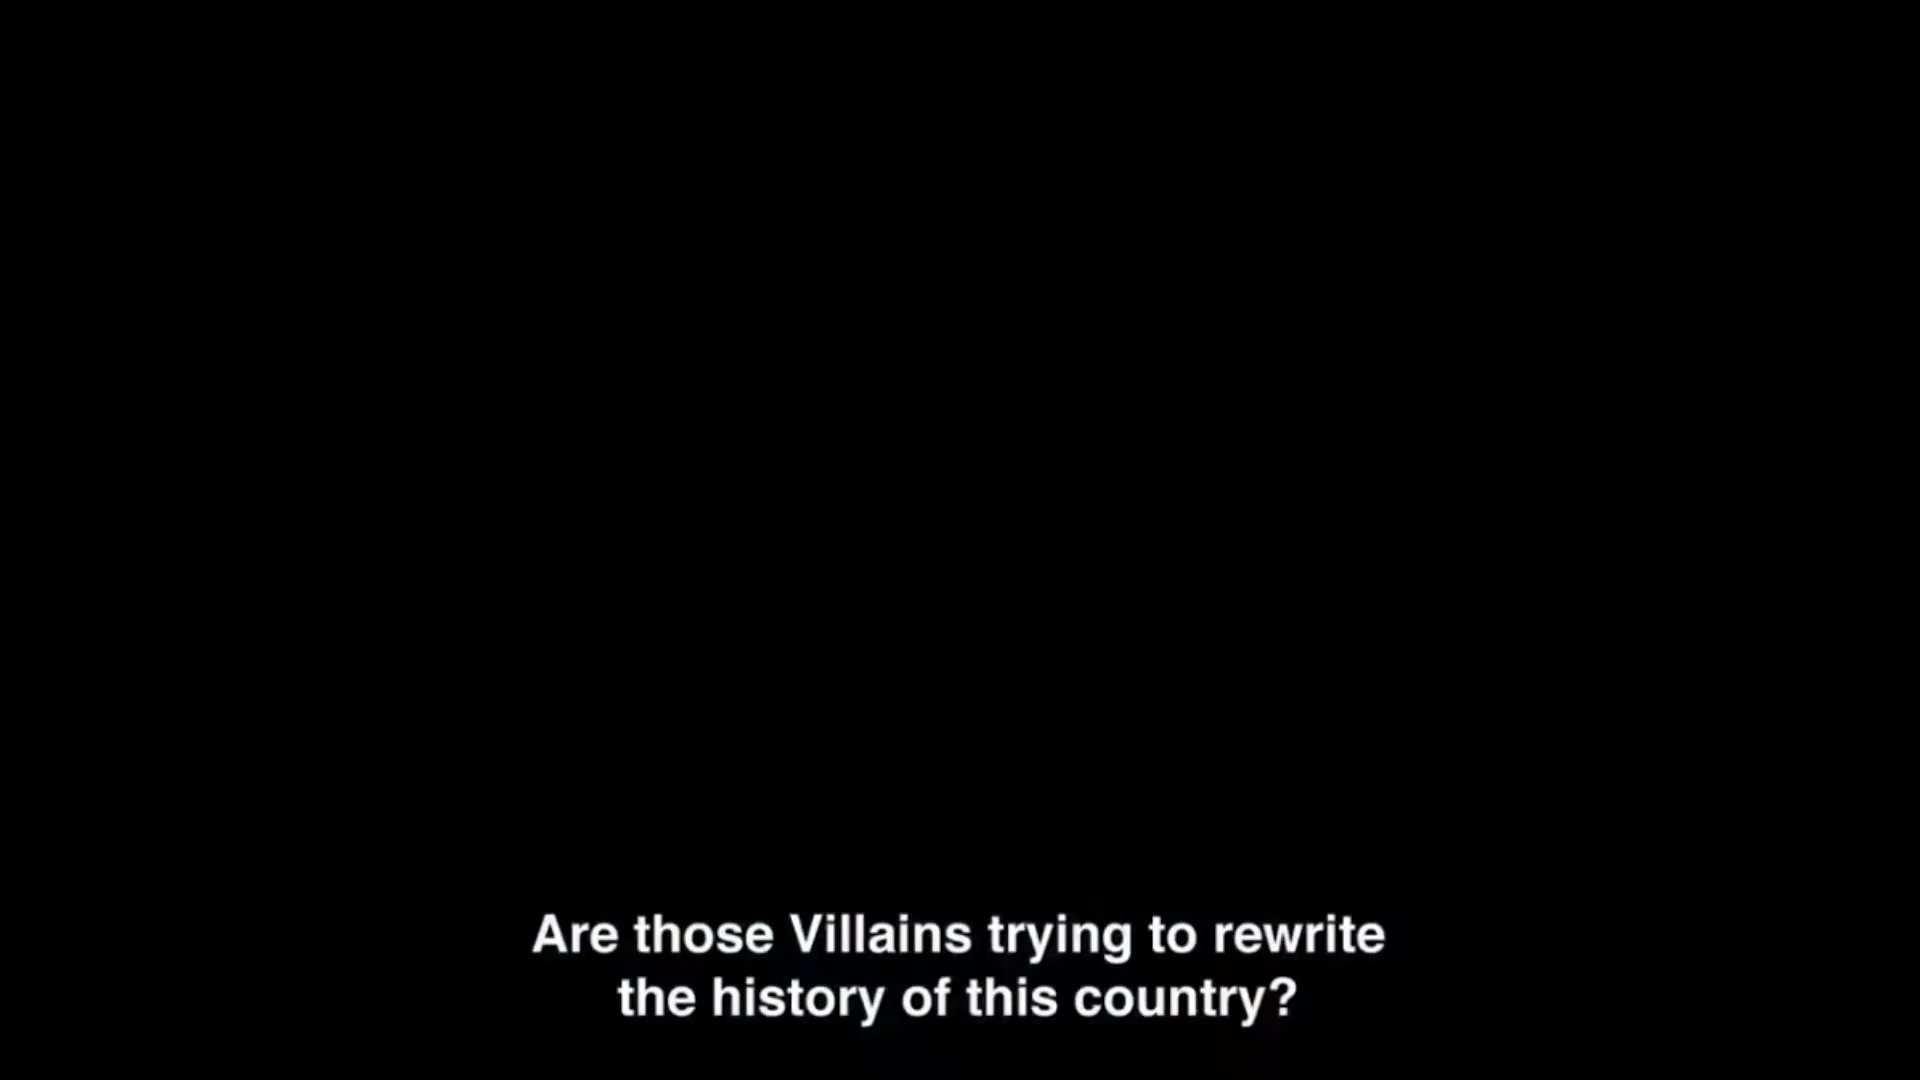 Are those Villains trying to rewrite
the history of this country?